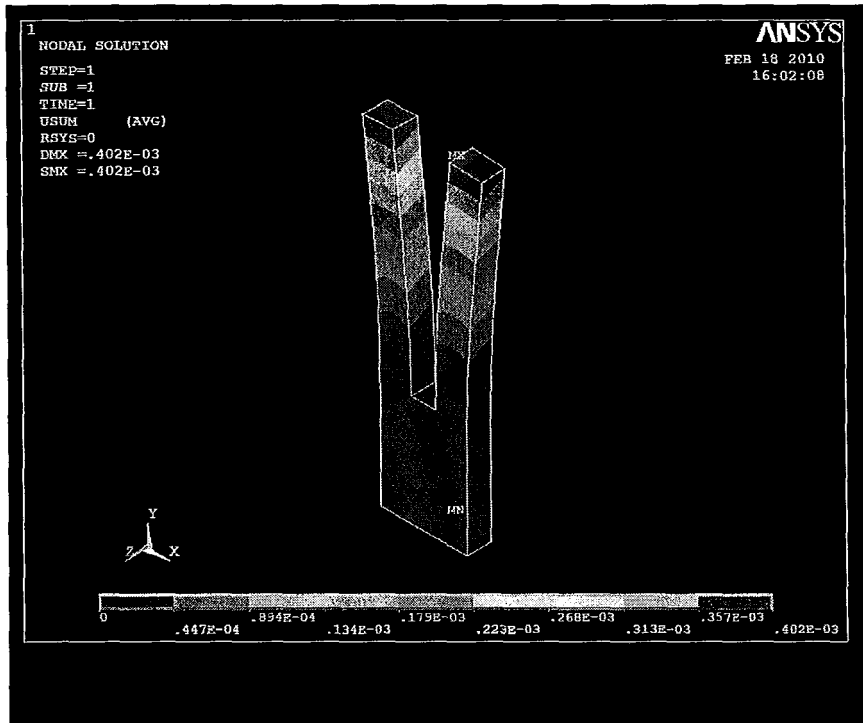 1
ANSYS
NODAL SOLUTION
FEB 18 2010
16:02:08
STEP=1
SUB =1
TIME=1
USUM (AVG)
RSYS=0
DMX =.402E-03
SMX =.402E-03
MX
MN
Y
Z X
0 .894E-04 .179E-03 .268E-03 .357E-03
.447E-04 .134E-03 .223E-03 .313E-03 .402E-03